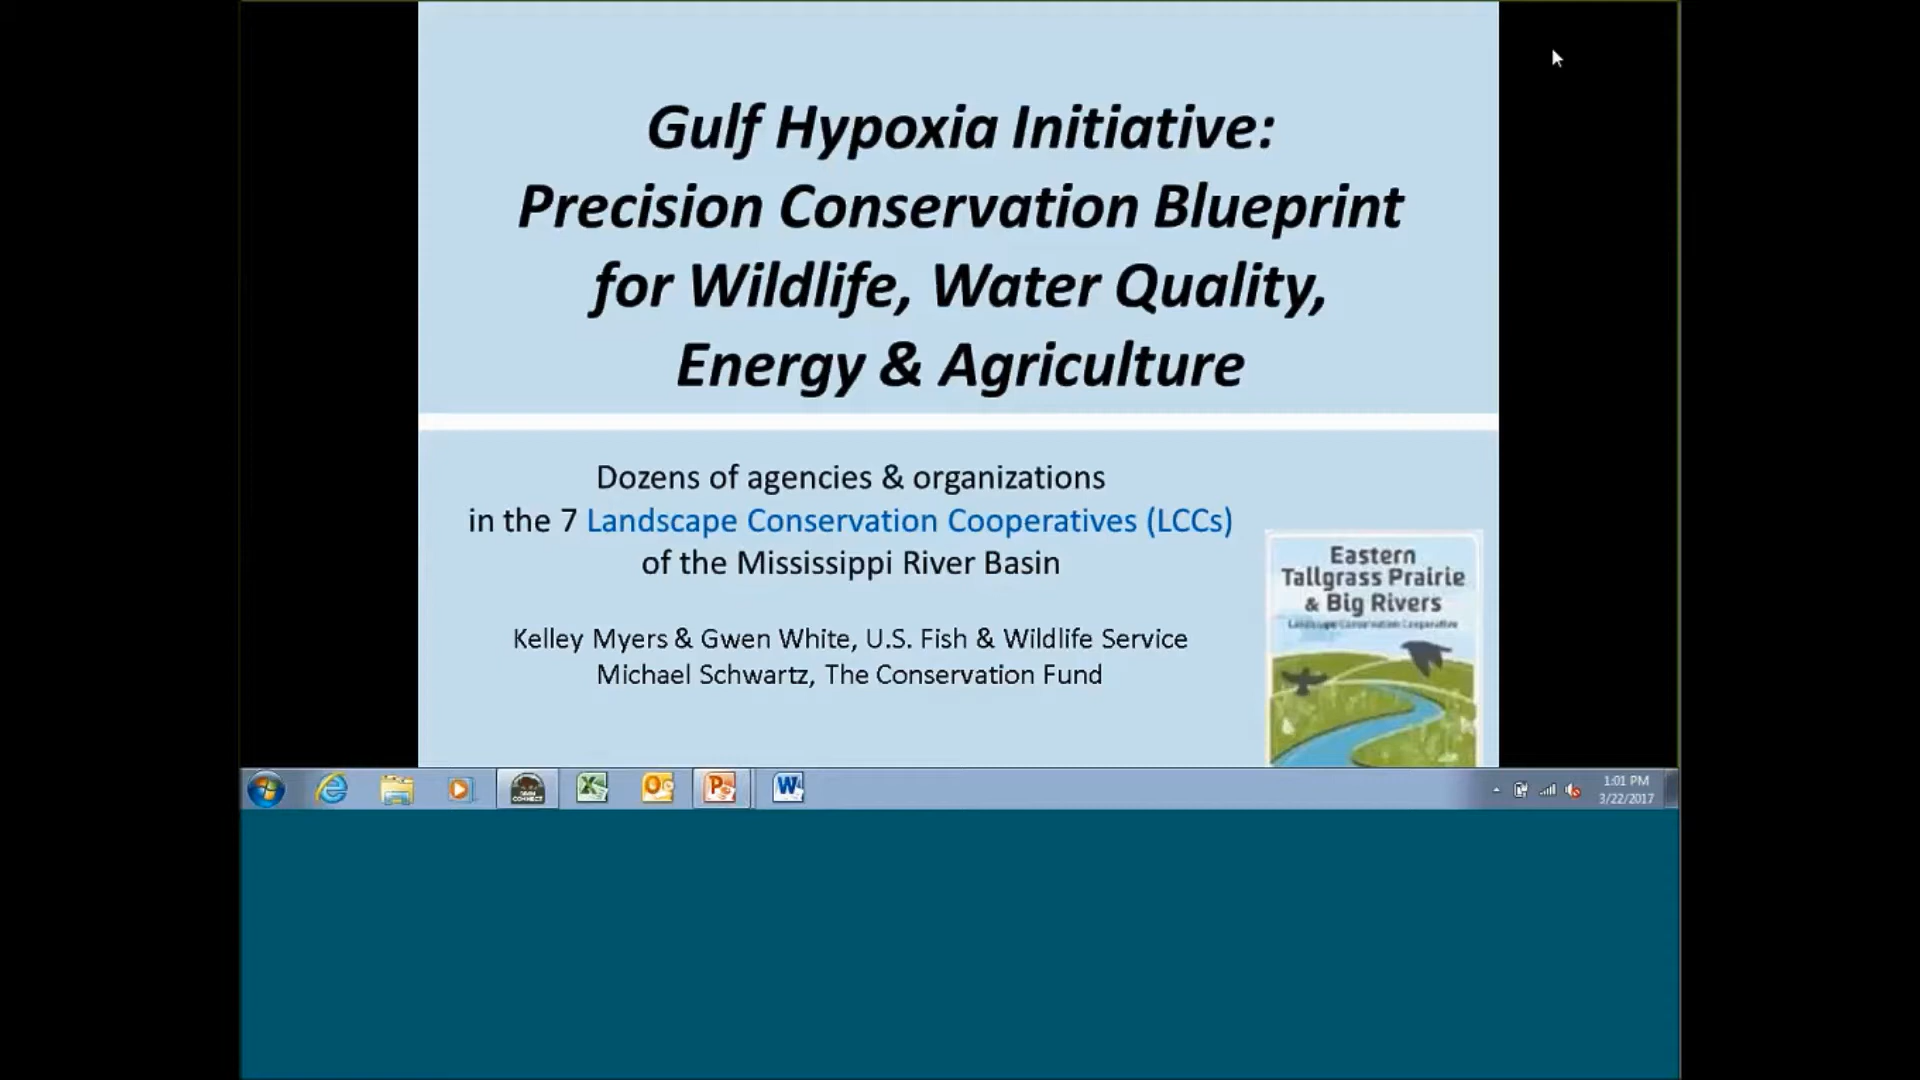 Gulf Hypoxia Initiative:
Precision Conservation Blueprint
for Wildlife, Water Quality,
Energy & Agriculture
Dozens of agencies & organizations
in the 7 Landscape Conservation Cooperatives (LCCs)
of the Mississippi River Basin
Kelley Myers & Gwen White, U.S. Fish & Wildlife Service
Michael Schwartz, The Conservation Fund
Eastern
Tallgrass Prairie
& Big Rivers
Landscape Conservation Cooperative
1:01 PM
3/22/2017